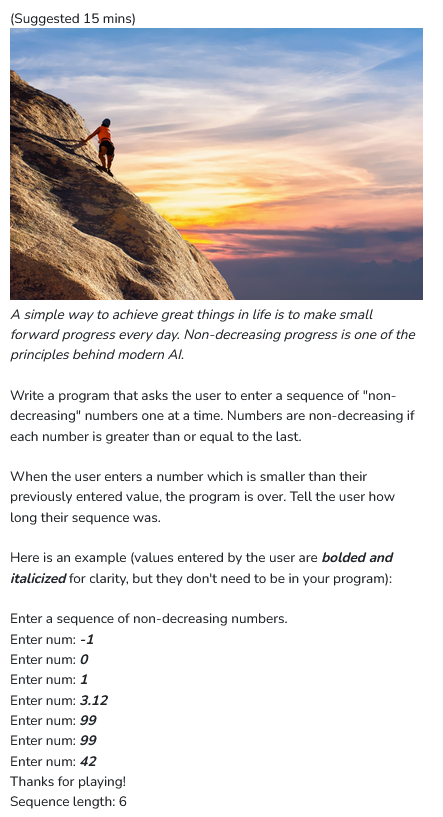 (Suggested 15 mins)
A simple way to achieve great things in life is to make small
forward progress every day. Non-decreasing progress is one of the
principles behind modern AI.
Write a program that asks the user to enter a sequence of "non-
decreasing" numbers one at a time. Numbers are non-decreasing if
each number is greater than or equal to the last.
When the user enters a number which is smaller than their
previously entered value, the program is over. Tell the user how
long their sequence was.
Here is an example (values entered by the user are bolded and
italicized for clarity, but they don't need to be in your program):
Enter a sequence of non-decreasing numbers.
Enter num: -1
Enter num: 0
Enter num: 1
Enter num: 3.12
Enter num: 99
Enter num: 99
Enter num: 42
Thanks for playing!
Sequence length: 6